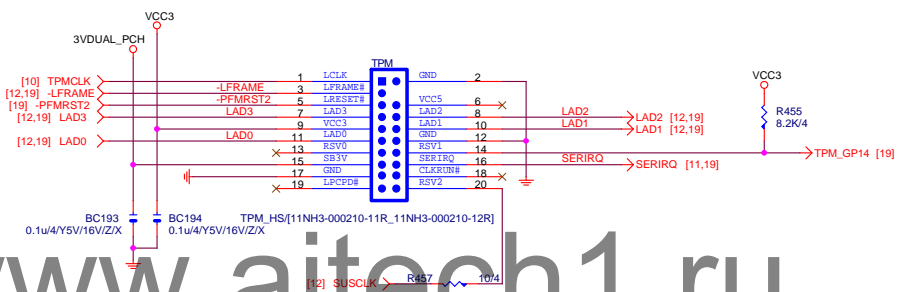 VCC3
3VDUAL_PCH
TPM
VCC3
[10] TPMCLK 1 LCLK GND 2
[12,19] -LFRAME -LFRAME 3 LFRAME#
[19] -PFMRST2 -PFMRST2 5 LRESET# VCC5 6
[12,19] LAD3 LAD3 7 LAD3 LAD2 8 LAD2 LAD2 [12,19]
9 VCC3 LAD1 10 LAD1 LAD1 [12,19]
[12,19] LAD0 LAD0 11 LAD0 GND 12
13 RSV0 RSV1 14 TPM_GP14 [19]
15 SB3V SERIRQ 16 SERIRQ SERIRQ [11,19]
17 GND CLKRUN# 18
19 LPCPD# RSV2 20
R455
8.2K/4
BC193
0.1u/4/Y5V/16V/Z/X
BC194
0.1u/4/Y5V/16V/Z/X
TPM_HS/[11NH3-000210-11R_11NH3-000210-12R]
[12] SUSCLK R457 10/4
www.aitech1.ru